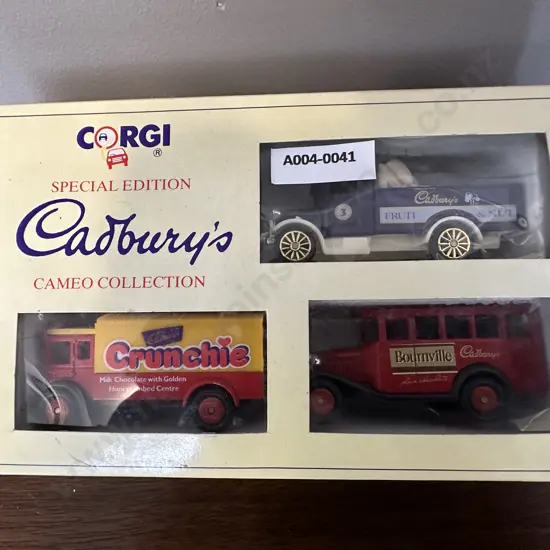 CORGI
®
SPECIAL EDITION
Cadbury's
CAMEO COLLECTION
A004-0041
Cadbury's
3
FRUIT & NUT
Cadbury's
Crunchie
Milk Chocolate with Golden
Honeycombed Centre
Bournville
Cadbury's